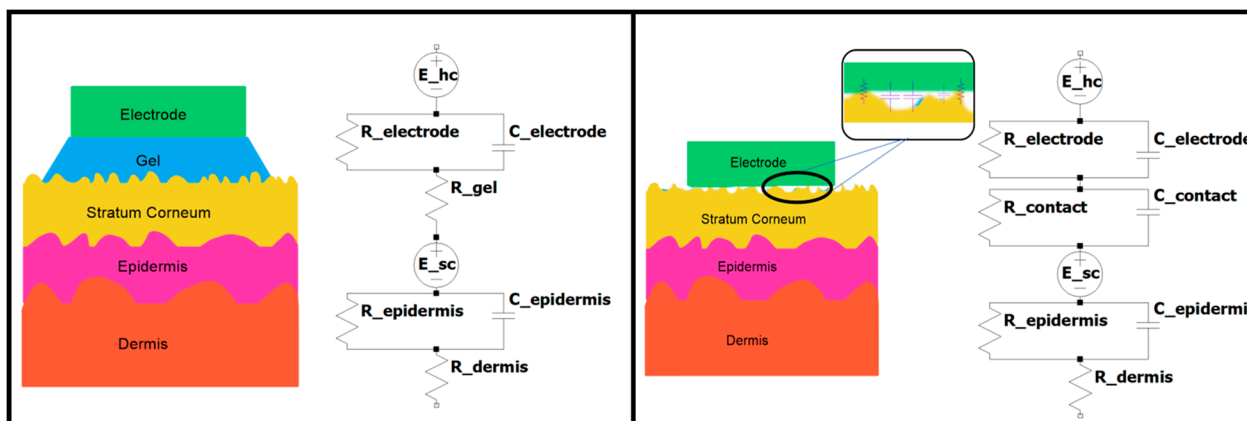 Electrode
Gel
Stratum Corneum
Epidermis
Dermis
E_hc
R_electrode
C_electrode
R_gel
E_sc
C_epidermis
R_epidermis
R_dermis
Electrode
Stratum Corneum
Epidermis
Dermis
E_hc
R_electrode
C_electrode
R_contact
C_contact
E_sc
C_epidermi
R_epidermis
R_dermis